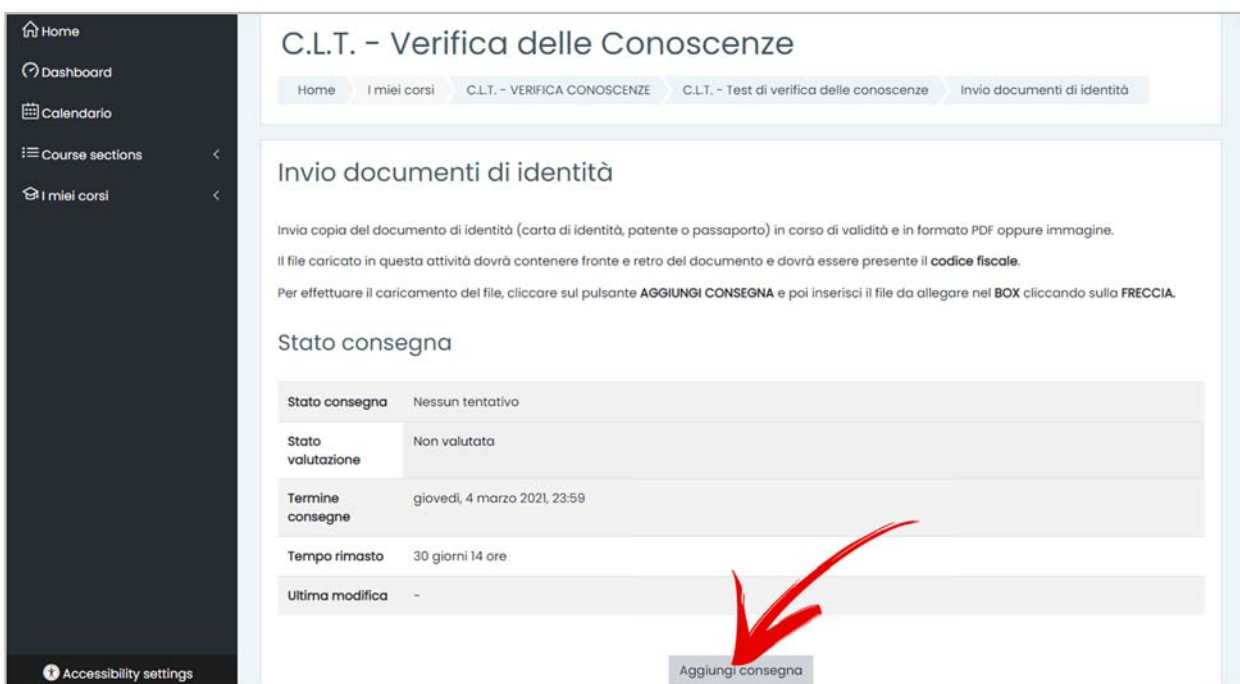 Home
Dashboard
Calendario
Course sections
I miei corsi
Accessibility settings
C.L.T. - Verifica delle Conoscenze
Home I miei corsi C.L.T. - VERIFICA CONOSCENZE C.L.T. - Test di verifica delle conoscenze Invio documenti di identità
Invio documenti di identità
Invia copia del documento di identità (carta di identità, patente o passaporto) in corso di validità e in formato PDF oppure immagine.
Il file caricato in questa attività dovrà contenere fronte e retro del documento e dovrà essere presente il codice fiscale.
Per effettuare il caricamento del file, cliccare sul pulsante AGGIUNGI CONSEGNA e poi inserisci il file da allegare nel BOX cliccando sulla FRECCIA.
Stato consegna
Stato consegna Nessun tentativo
Stato valutazione Non valutata
Termine consegne giovedì, 4 marzo 2021, 23:59
Tempo rimasto 30 giorni 14 ore
Ultima modifica -
Aggiungi consegna